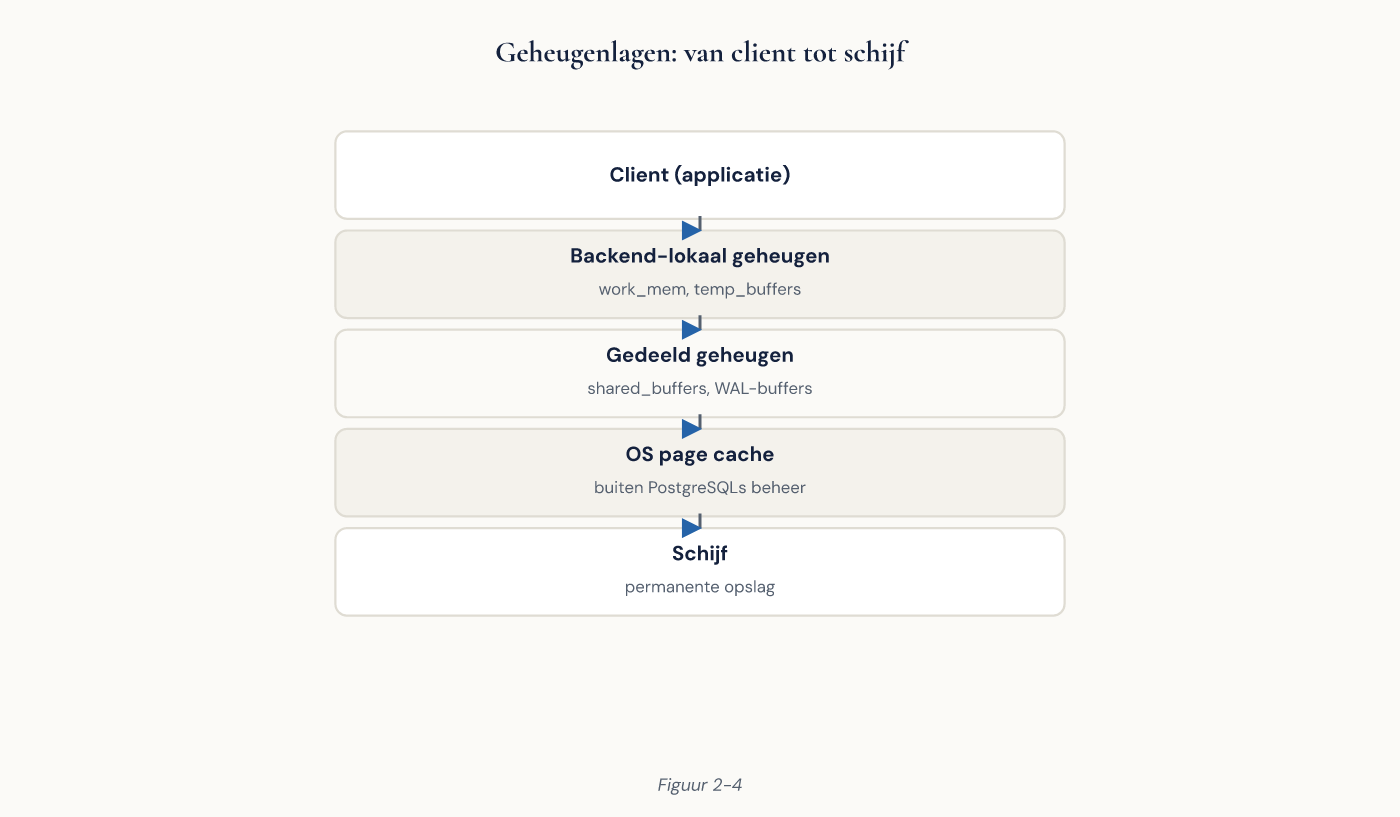 Geheugenlagen: van client tot schijf
Client (applicatie)
Backend-lokaal geheugen
work_mem, temp_buffers
Gedeeld geheugen
shared_buffers, WAL-buffers
OS page cache
buiten PostgreSQLs beheer
Schijf
permanente opslag
Figuur 2-4